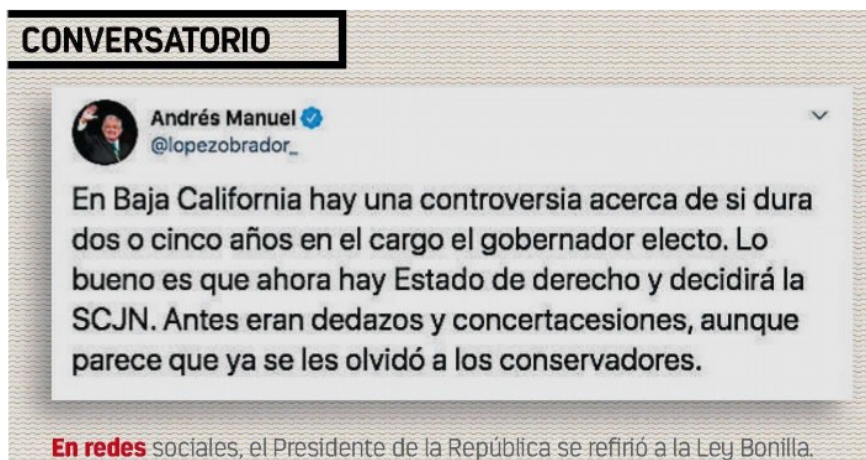 CONVERSATORIO
Andrés Manuel
@lopezobrador_
En Baja California hay una controversia acerca de si dura
dos o cinco años en el cargo el gobernador electo. Lo
bueno es que ahora hay Estado de derecho y decidirá la
SCJN. Antes eran dedazos y concertacesiones, aunque
parece que ya se les olvidó a los conservadores.
En redes sociales, el Presidente de la República se refirió a la Ley Bonilla.